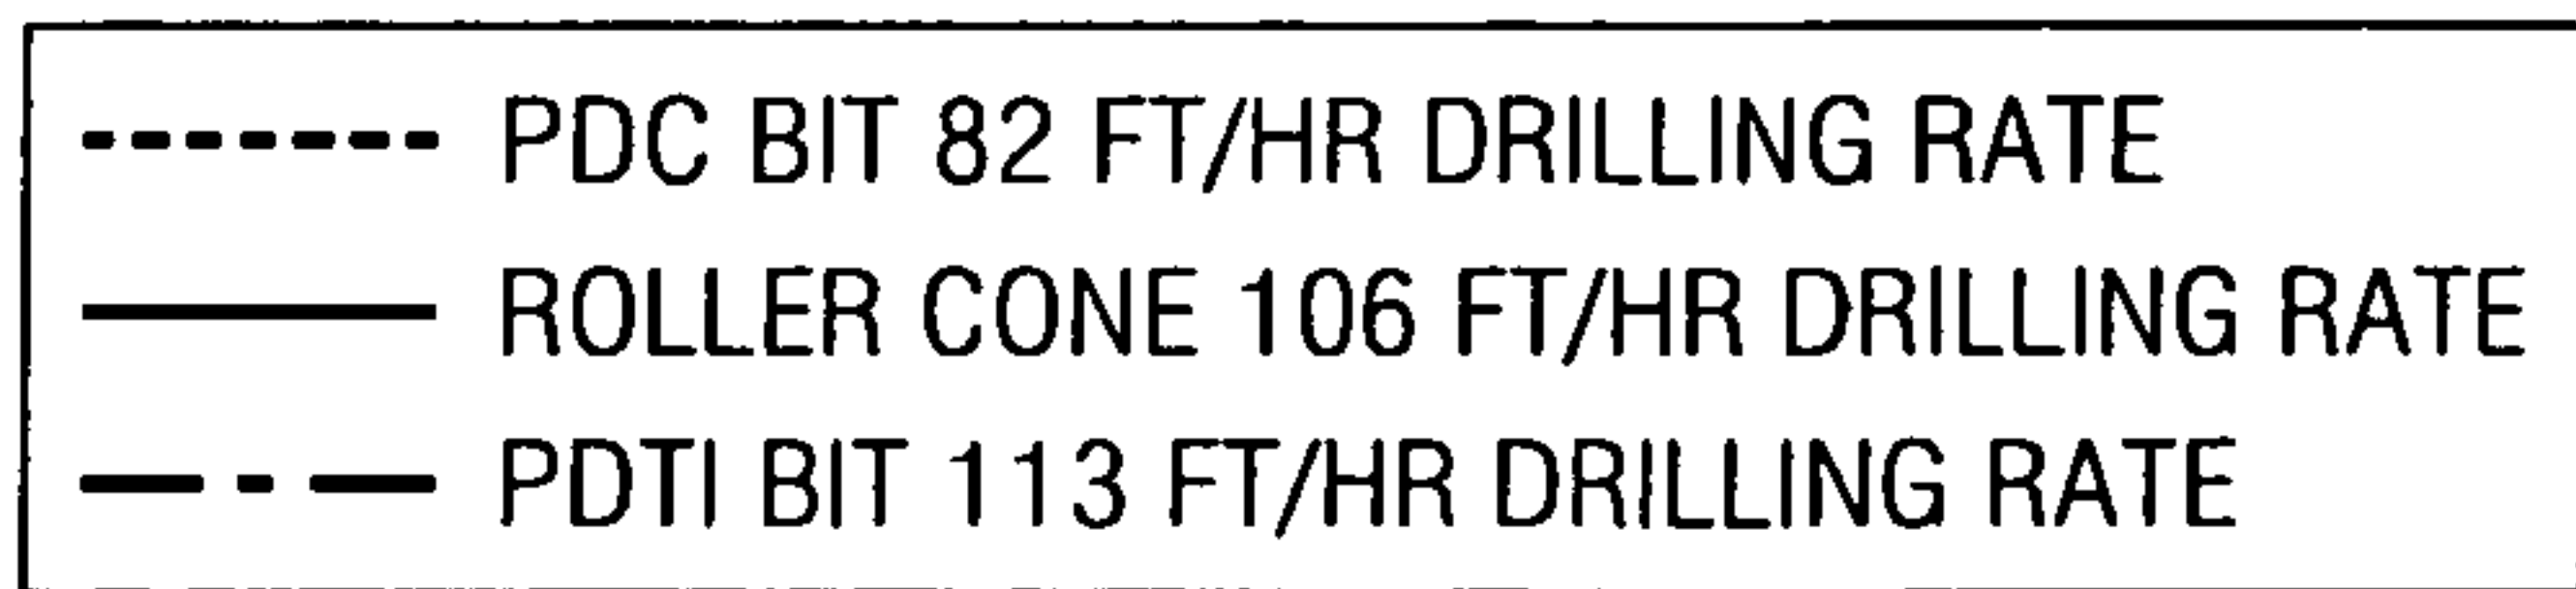 PDC BIT 82 FT/HR DRILLING RATE
ROLLER CONE 106 FT/HR DRILLING RATE
PDTI BIT 113 FT/HR DRILLING RATE